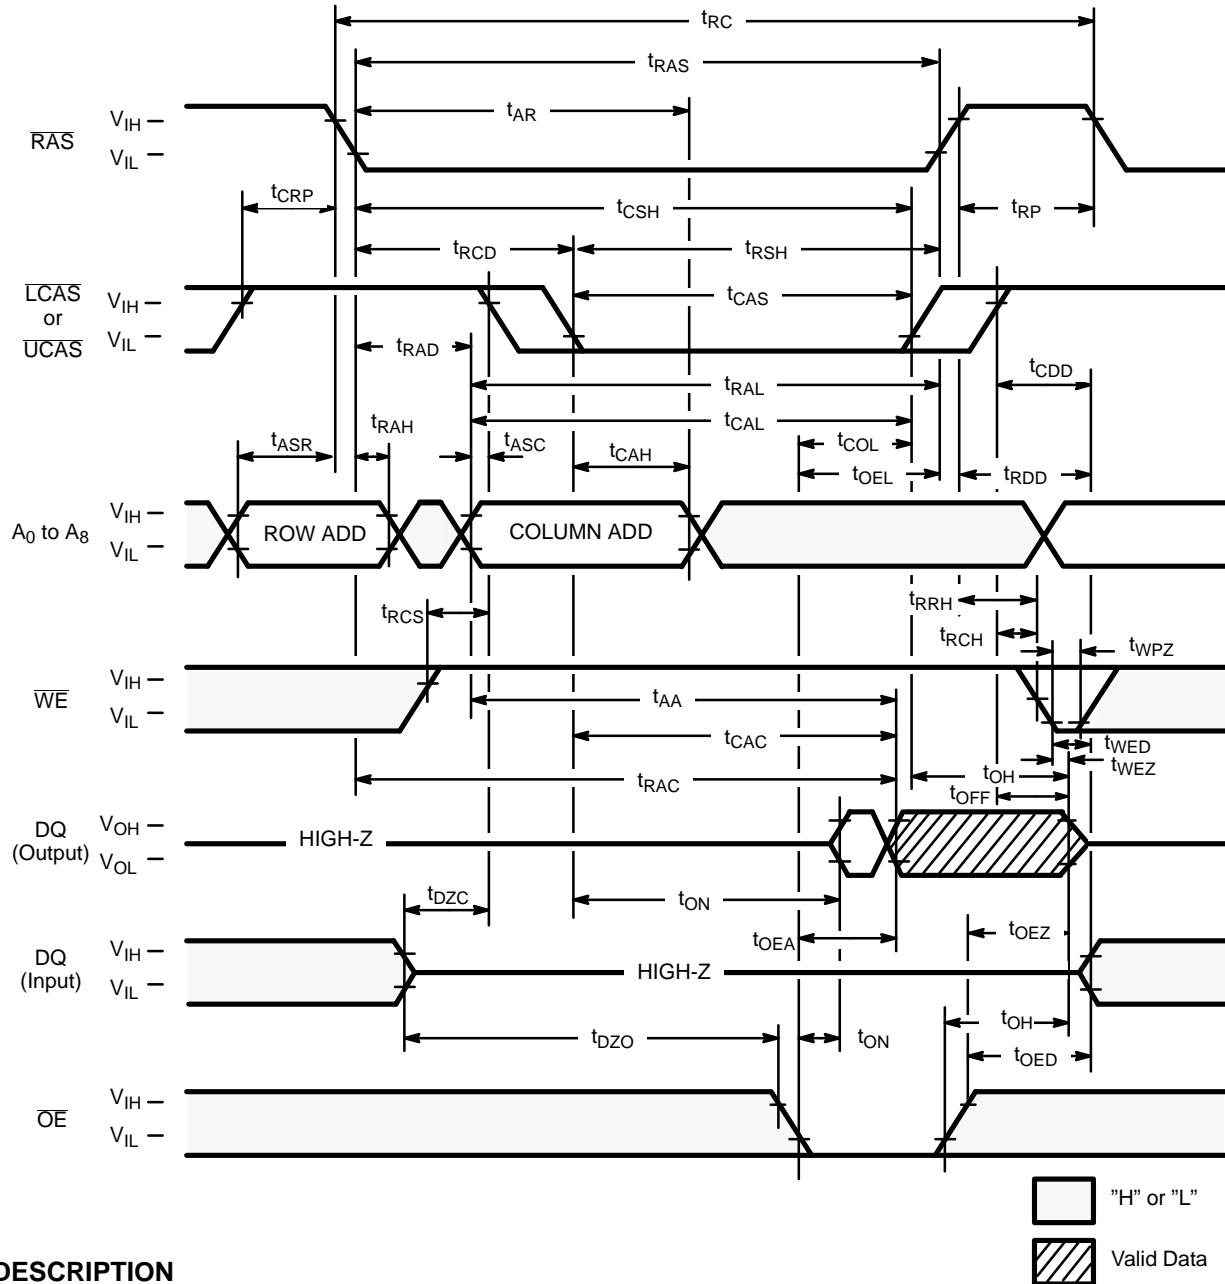 tRC
tRAS
tAR
RAS
VIH
VIL
tCRP
tCSH
tRP
tRCD
tRSH
LCAS
or
UCAS
VIH
VIL
tCAS
tRAD
tCDD
tRAL
tRAH
tCAL
tASR
tASC
tCAH
tCOL
tOEL
tRDD
A0 to A8
VIH
VIL
ROW ADD
COLUMN ADD
tRCS
tRRH
tRCH
tWPZ
WE
VIH
VIL
tAA
tCAC
tWED
tWEZ
tRAC
tOH
tOFF
DQ
(Output)
VOH
VOL
HIGH-Z
tDZC
tON
tOEA
tOEZ
DQ
(Input)
VIH
VIL
HIGH-Z
tOH
tDZO
tON
tOED
OE
VIH
VIL
”H” or ”L”
Valid Data
DESCRIPTION